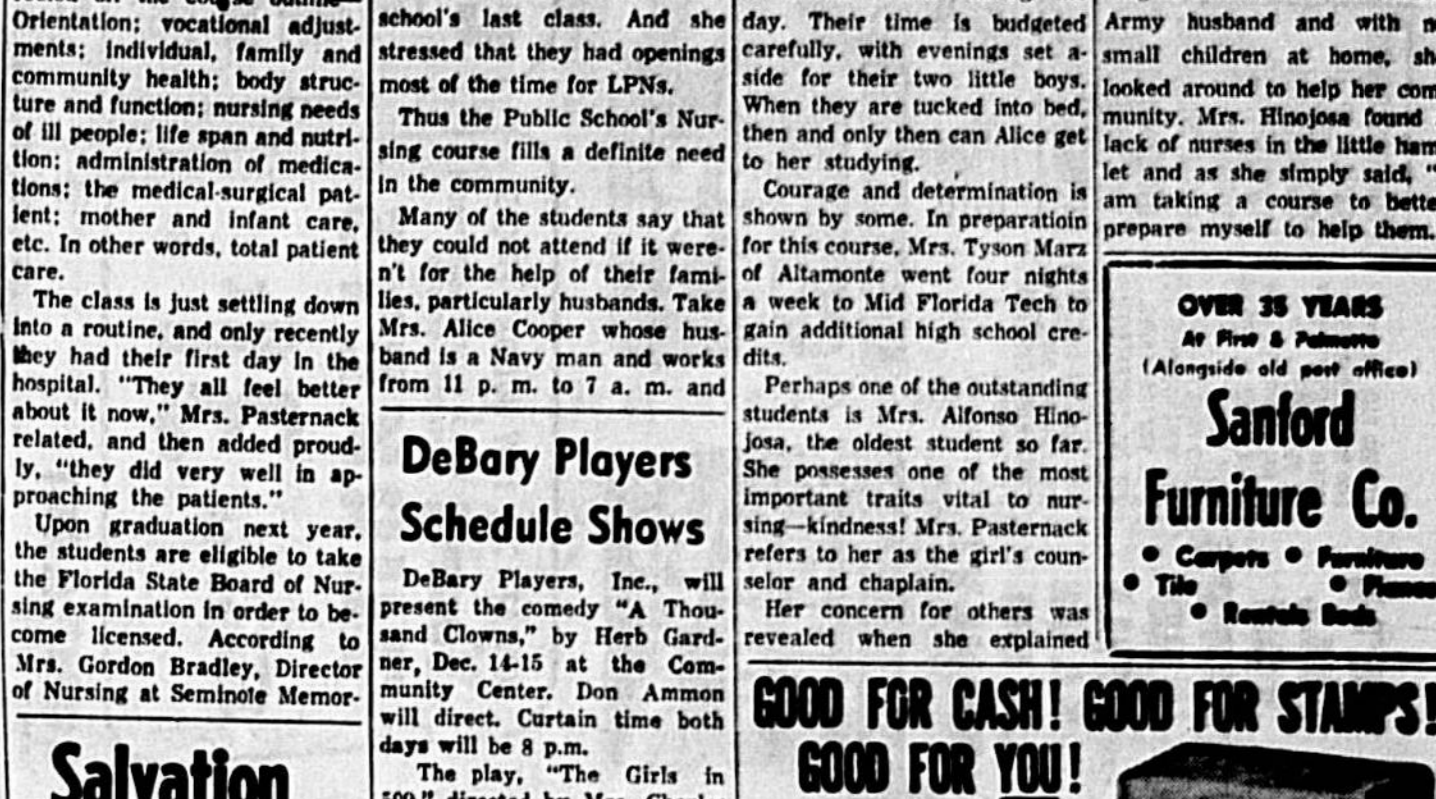 Orientation; vocational adjust-
ments; individual, family and
community health; body struc-
ture and function; nursing needs
of ill people; life span and nutri-
tion; administration of medica-
tions; the medical-surgical pat-
ient; mother and infant care,
etc. In other words, total patient
care.
The class is just settling down
into a routine, and only recently
they had their first day in the
hospital. "They all feel better
about it now," Mrs. Pasternack
related, and then added proud-
ly, "they did very well in ap-
proaching the patients."
Upon graduation next year,
the students are eligible to take
the Florida State Board of Nur-
sing examination in order to be-
come licensed. According to
Mrs. Gordon Bradley, Director
of Nursing at Seminole Memor-
Salvation
school's last class. And she
stressed that they had openings
most of the time for LPNs.
Thus the Public School's Nur-
sing course fills a definite need
in the community.
Many of the students say that
they could not attend if it were-
n't for the help of their fami-
lies, particularly husbands. Take
Mrs. Alice Cooper whose hus-
band is a Navy man and works
from 11 p. m. to 7 a. m. and
DeBary Players
Schedule Shows
DeBary Players, Inc., will
present the comedy "A Thou-
sand Clowns," by Herb Gard-
ner, Dec. 14-15 at the Com-
munity Center. Don Ammon
will direct. Curtain time both
days will be 8 p.m.
The play, "The Girls in
day. Their time is budgeted
carefully, with evenings set a-
side for their two little boys.
When they are tucked into bed,
then and only then can Alice get
to her studying.
Courage and determination is
shown by some. In preparatioin
for this course, Mrs. Tyson Marz
of Altamonte went four nights
a week to Mid Florida Tech to
gain additional high school cre-
dits.
Perhaps one of the outstanding
students is Mrs. Alfonso Hino-
josa, the oldest student so far.
She possesses one of the most
important traits vital to nur-
sing—kindness! Mrs. Pasternack
refers to her as the girl's coun-
selor and chaplain.
Her concern for others was
revealed when she explained
Army husband and with
small children at home, sh
looked around to help her com
munity. Mrs. Hinojosa found
lack of nurses in the little ham
let and as she simply said, "
am taking a course to bette
prepare myself to help them.
OVER 35 YEARS
At First & Palmetto
(Alongside old post office)
Sanford
Furniture Co.
• Carpets • Furniture
• Tile • Pianos
• Rentals Beds
GOOD FOR CASH! GOOD FOR STAMPS!
GOOD FOR YOU!